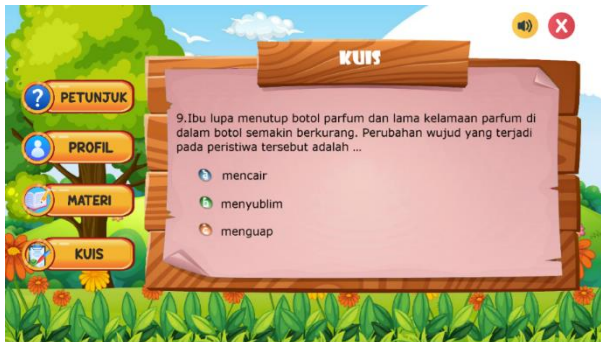 KUIS
PETUNJUK
PROFIL
MATERI
KUIS
9.Ibu lupa menutup botol parfum dan lama kelamaan parfum di
dalam botol semakin berkurang. Perubahan wujud yang terjadi
pada peristiwa tersebut adalah ...
mencair
menyublim
menguap